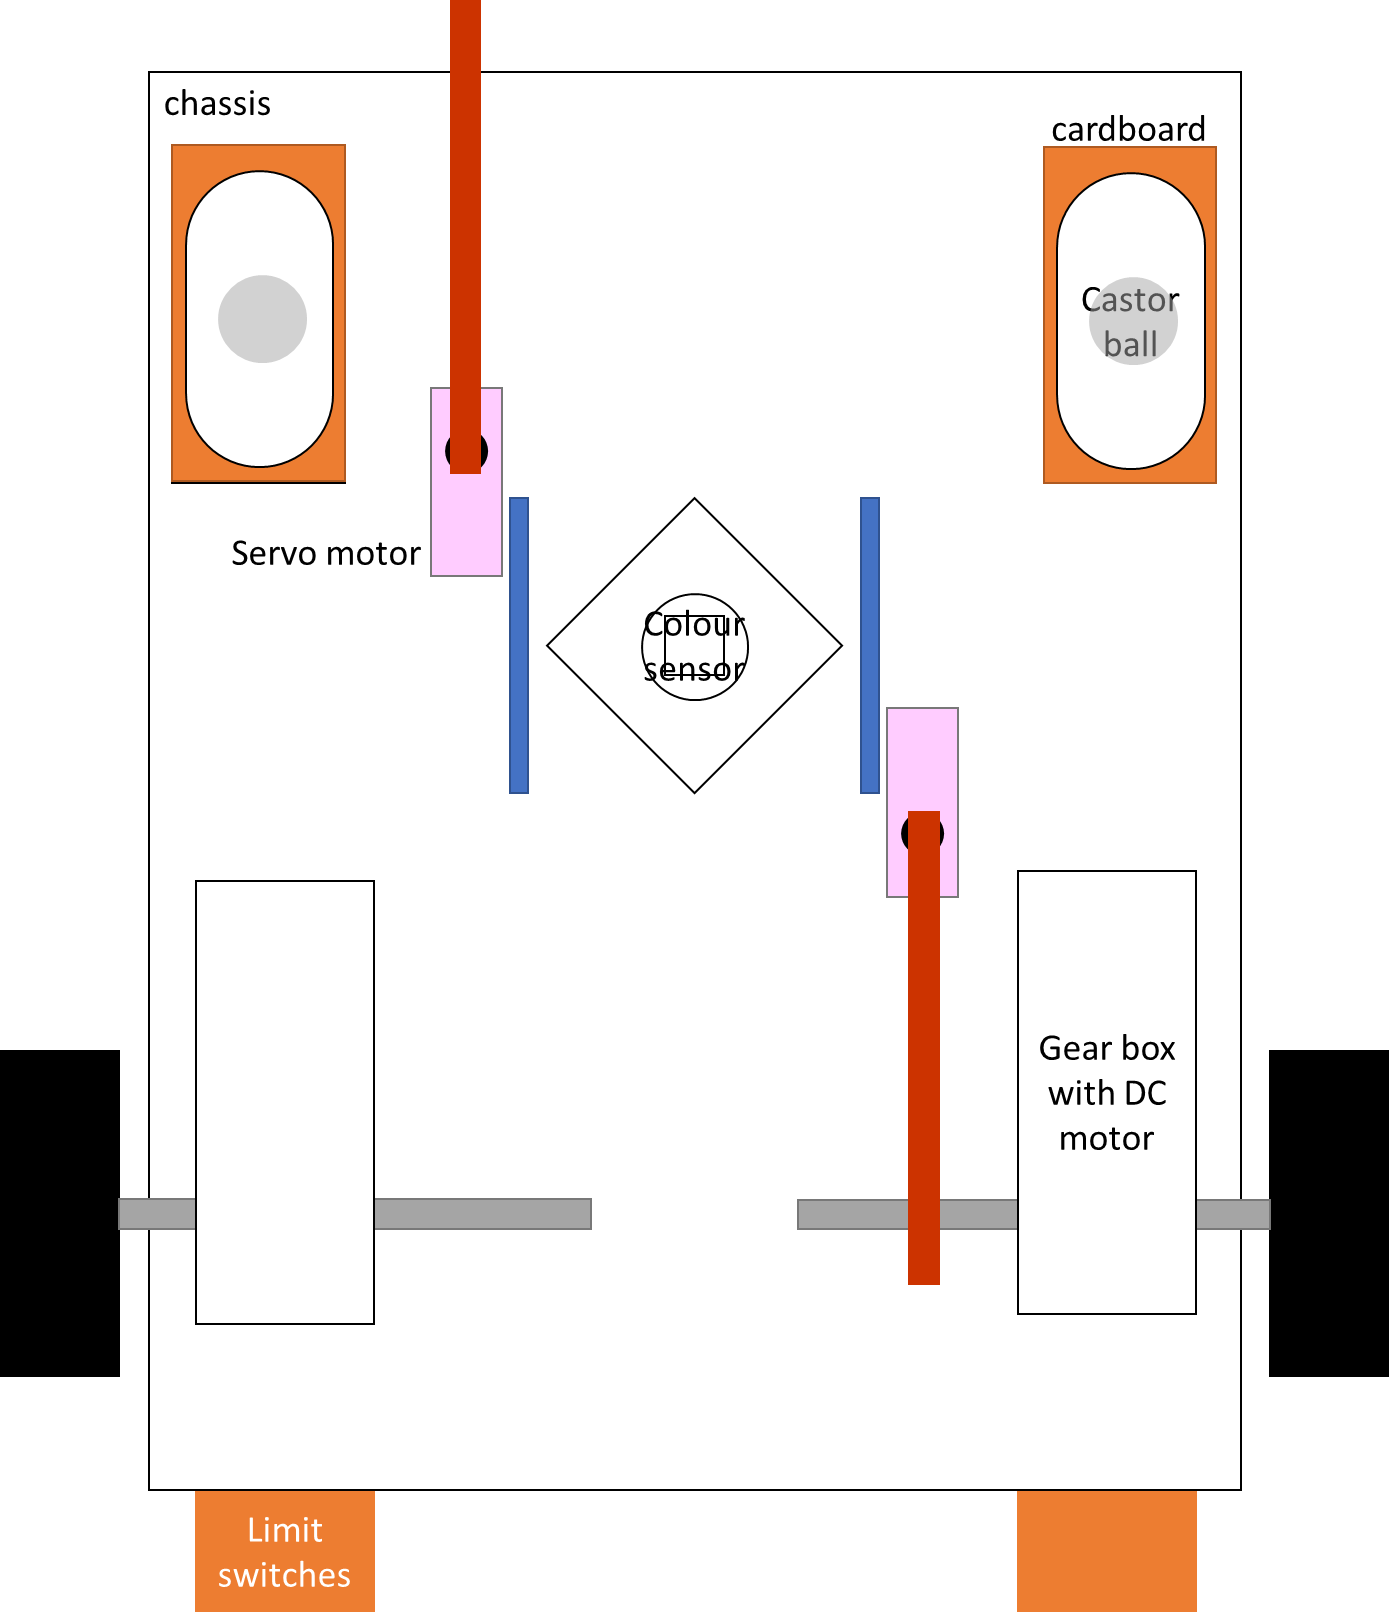 chassis
cardboard
Castor
ball
Servo motor
Colour
sensor
Gear box
with DC
motor
Limit
switches